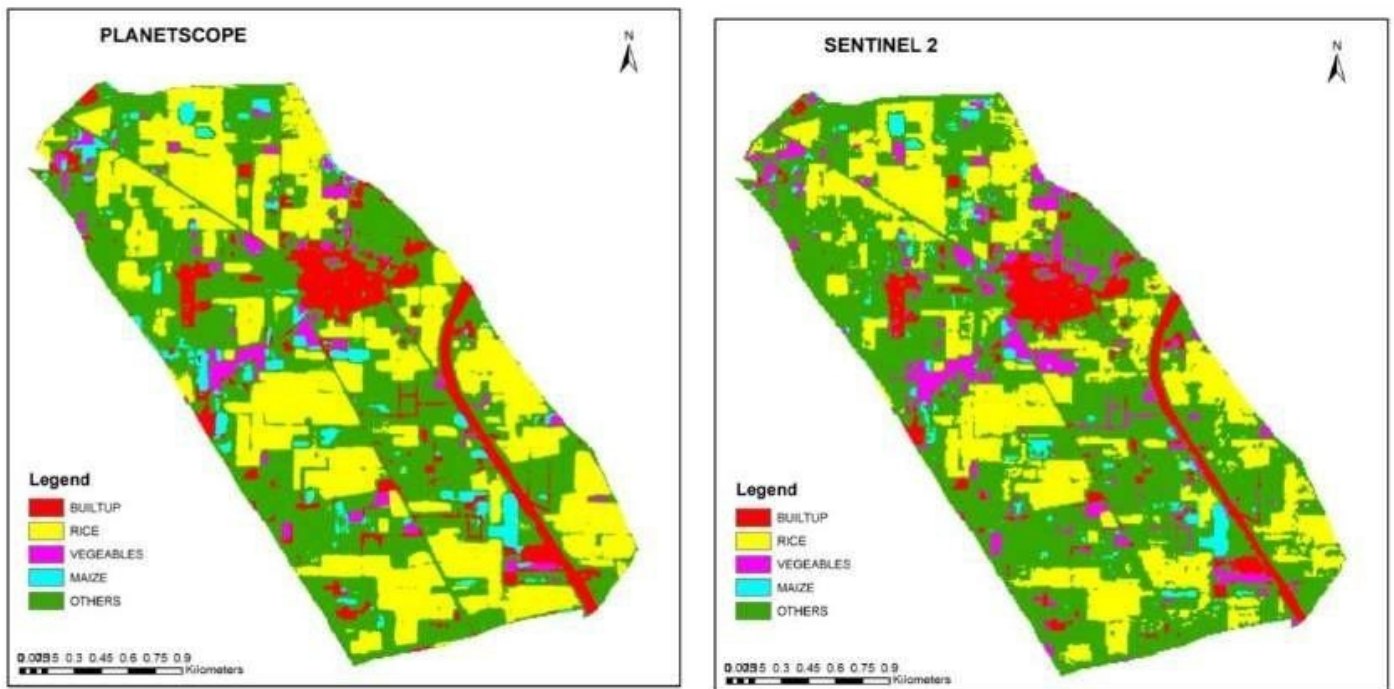 PLANETSCOPE
N
Legend
BUILTUP
RICE
VEGEABLES
MAIZE
OTHERS
0.3 0.45 0.6 0.75 0.9
Kilometers
SENTINEL 2
N
Legend
BUILTUP
RICE
VEGEABLES
MAIZE
OTHERS
0.3 0.45 0.6 0.75 0.9
Kilometers